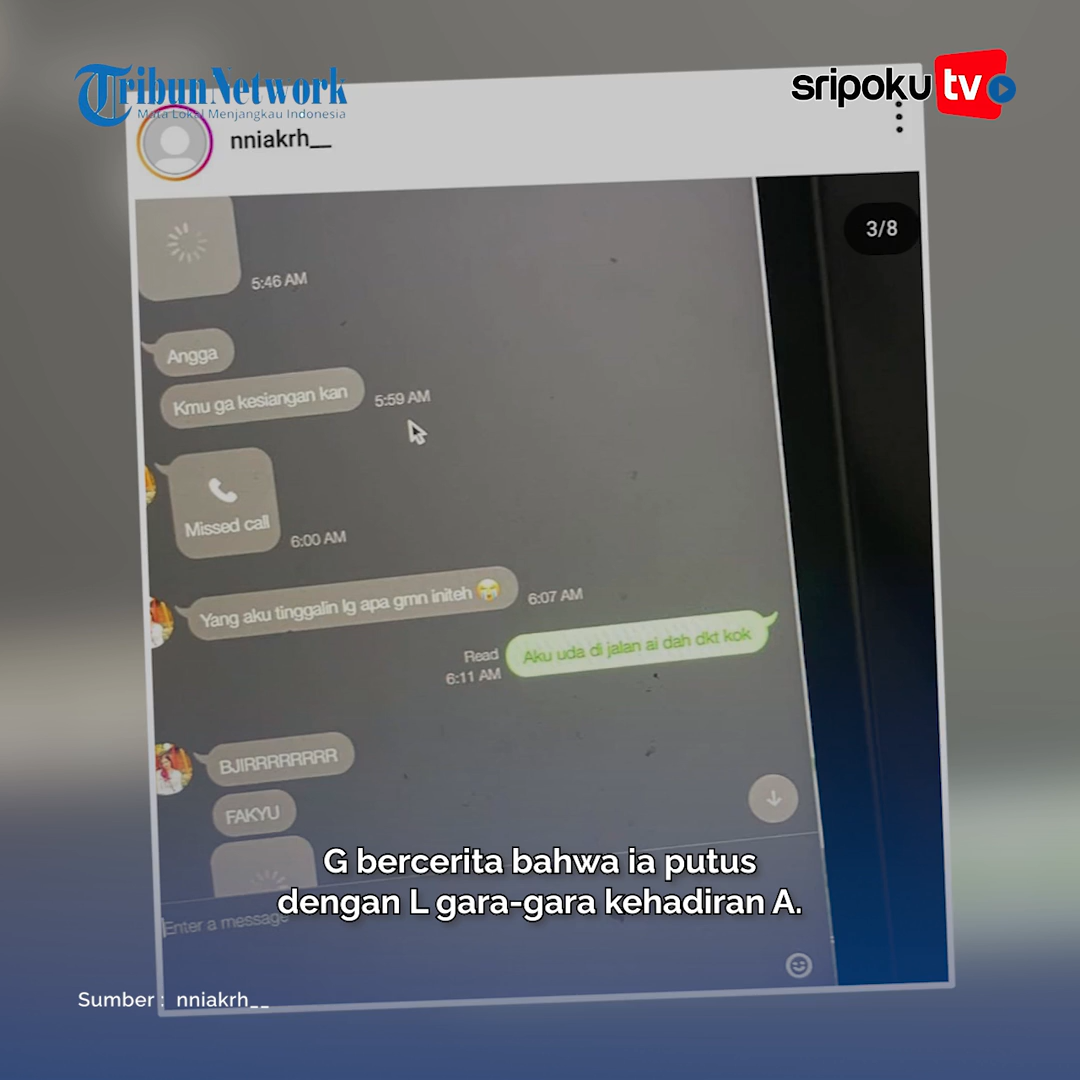 TribunNetwork
Mata Lokal Menjangkau Indonesia
sripoku tv
nniakrh__
3/8
5:46 AM
Angga
Kmu ga kesiangan kan
5:59 AM
Missed call
6:00 AM
Yang aku tinggalin lg apa gmn initeh 😭
6:07 AM
Aku uda di jalan ai dah dkt kok
Read
6:11 AM
BJIRRRRRRRR
FAKYU
G bercerita bahwa ia putus
dengan L gara-gara kehadiran A.
Enter a message
Sumber : nniakrh__